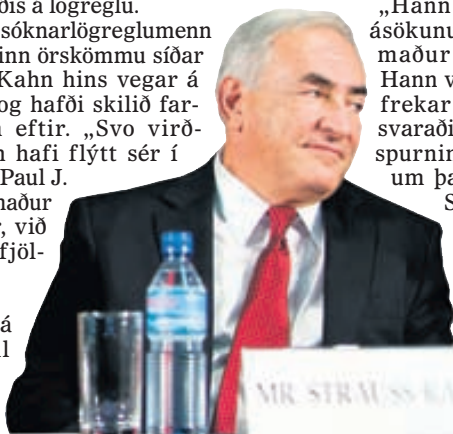 ðis á lögreglu.
sóknarlögreglumenn
inn örskömmu síðar
Kahn hins vegar á
og hafði skilið far-
eftir. „Svo virð-
hafi flýtt sér í
Paul J.
maður
, við
fjöl-
á
„Hann
ásökunu
maður
Hann v
frekar
svaraði
spurnin
um þa
S
MR STRAUSS-KA